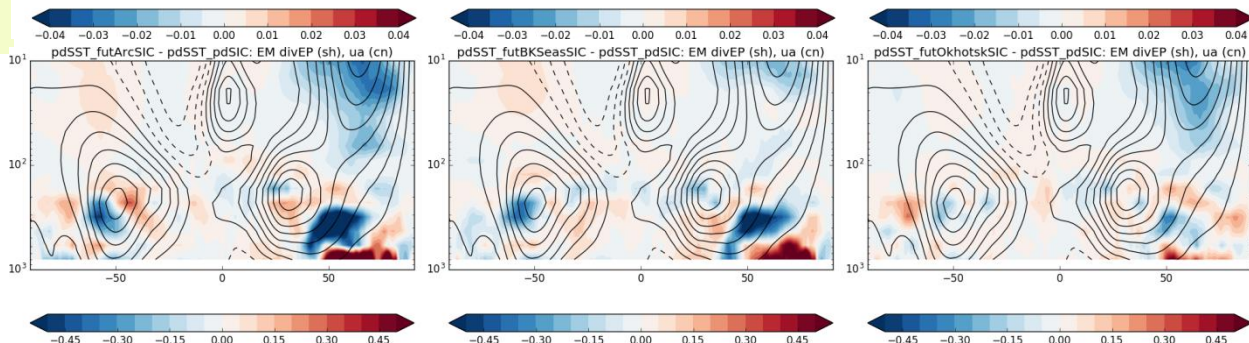 −0.04 −0.03 −0.02 −0.01 0.00 0.01 0.02 0.03 0.04
−0.04 −0.03 −0.02 −0.01 0.00 0.01 0.02 0.03 0.04
−0.04 −0.03 −0.02 −0.01 0.00 0.01 0.02 0.03 0.04
pdSST_futArcSIC - pdSST_pdSIC: EM divEP (sh), ua (cn)
pdSST_futBKSeasSIC - pdSST_pdSIC: EM divEP (sh), ua (cn)
pdSST_futOkhotskSIC - pdSST_pdSIC: EM divEP (sh), ua (cn)
10¹
10²
10³
−50 0 50
10¹
10²
10³
−50 0 50
10¹
10²
10³
−50 0 50
−0.45 −0.30 −0.15 0.00 0.15 0.30 0.45
−0.45 −0.30 −0.15 0.00 0.15 0.30 0.45
−0.45 −0.30 −0.15 0.00 0.15 0.30 0.45